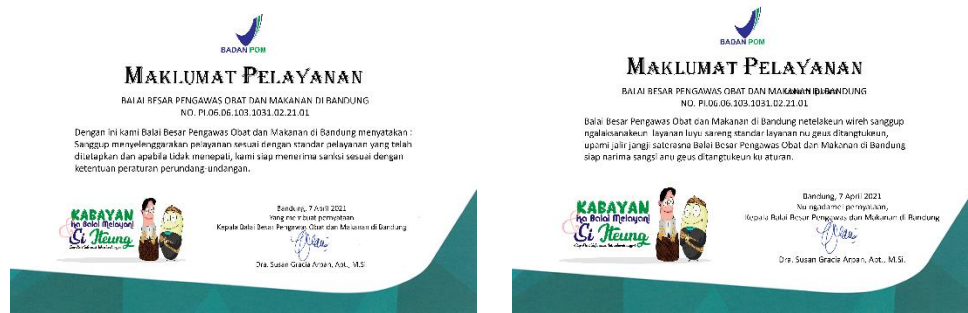 BADAN POM
MAKLUMAT PELAYANAN
BALAI BESAR PENGAWAS OBAT DAN MAKANAN DI BANDUNG
NO. PI.06.06.103.1031.02.21.01
Dengan ini kami Balai Besar Pengawas Obat dan Makanan di Bandung menyatakan :
Sanggup menyelenggarakan pelayanan sesuai dengan standar pelayanan yang telah
ditetapkan dan apabila tidak menepati, kami siap menerima sanksi sesuai dengan
ketentuan peraturan perundang-undangan.
KABAYAN
ka Balai Melayani
Si Iteung
Bandung, 7 April 2021
Yang membuat pernyataan
Kepala Balai Besar Pengawas Obat dan Makanan di Bandung
Dra. Susan Gracia Arpan, Apt., M.Si.
BADAN POM
MAKLUMAT PELAYANAN
BALAI BESAR PENGAWAS OBAT DAN MAKANAN DI BANDUNG
NO. PI.06.06.103.1031.02.21.01
Balai Besar Pengawas Obat dan Makanan di Bandung netelakeun wireh sanggup
ngalaksanakeun layanan luyu sareng standar layanan nu geus ditangtukeun,
upami jalir jangji saterasna Balai Besar Pengawas Obat dan Makanan di Bandung
siap narima sangsi anu geus ditangtukeun ku aturan.
KABAYAN
ka Balai Melayani
Si Iteung
Bandung, 7 April 2021
Nu ngadamel pernyataan,
Kepala Balai Besar Pengawas dan Makanan di Bandung
Dra. Susan Gracia Arpan, Apt., M.Si.